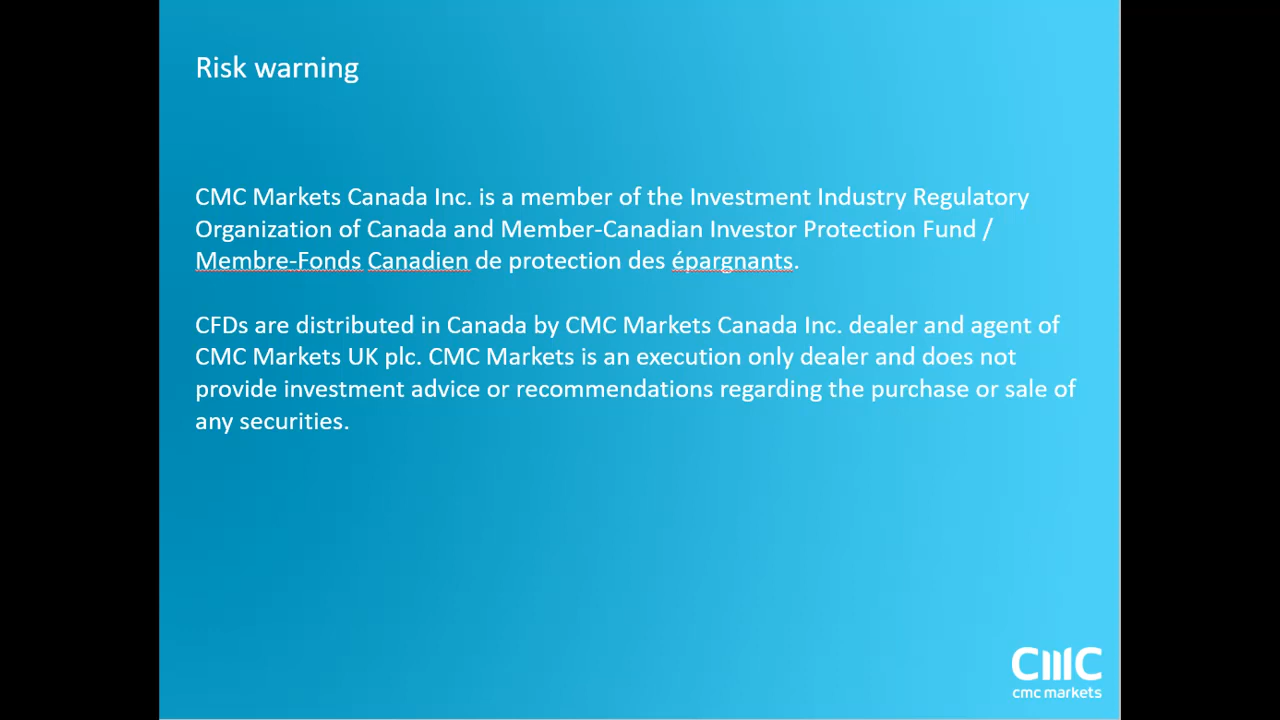 Risk warning
CMC Markets Canada Inc. is a member of the Investment Industry Regulatory
Organization of Canada and Member-Canadian Investor Protection Fund /
Membre-Fonds Canadien de protection des épargnants.
CFDs are distributed in Canada by CMC Markets Canada Inc. dealer and agent of
CMC Markets UK plc. CMC Markets is an execution only dealer and does not
provide investment advice or recommendations regarding the purchase or sale of
any securities.
CMC
cmc markets